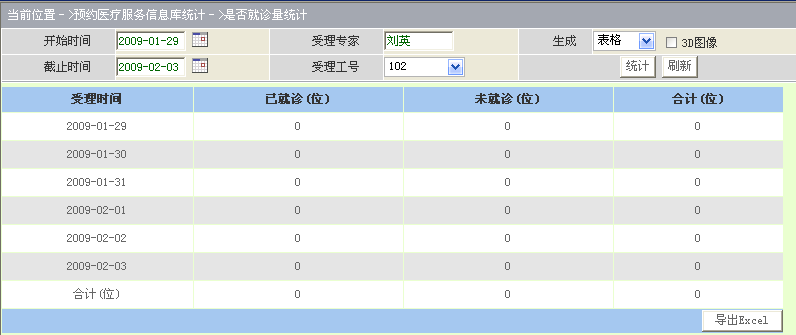 当前位置－>预约医疗服务信息库统计－>是否就诊量统计
开始时间 2009-01-29 受理专家 刘英 生成 表格 3D图像
截止时间 2009-02-03 受理工号 102 统计 刷新
受理时间 已就诊(位) 未就诊(位) 合计(位)
2009-01-29 0 0 0
2009-01-30 0 0 0
2009-01-31 0 0 0
2009-02-01 0 0 0
2009-02-02 0 0 0
2009-02-03 0 0 0
合计(位) 0 0 0
导出Excel